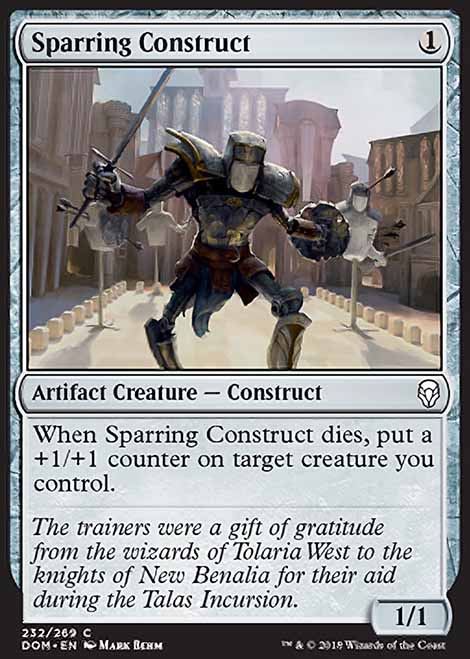 Sparring Construct 1
Artifact Creature — Construct
When Sparring Construct dies, put a
+1/+1 counter on target creature you
control.
The trainers were a gift of gratitude
from the wizards of Tolaria West to the
knights of New Benalia for their aid
during the Talas Incursion.
1/1
232/269 C
DOM • EN Mark Behm
™ & © 2018 Wizards of the Coast